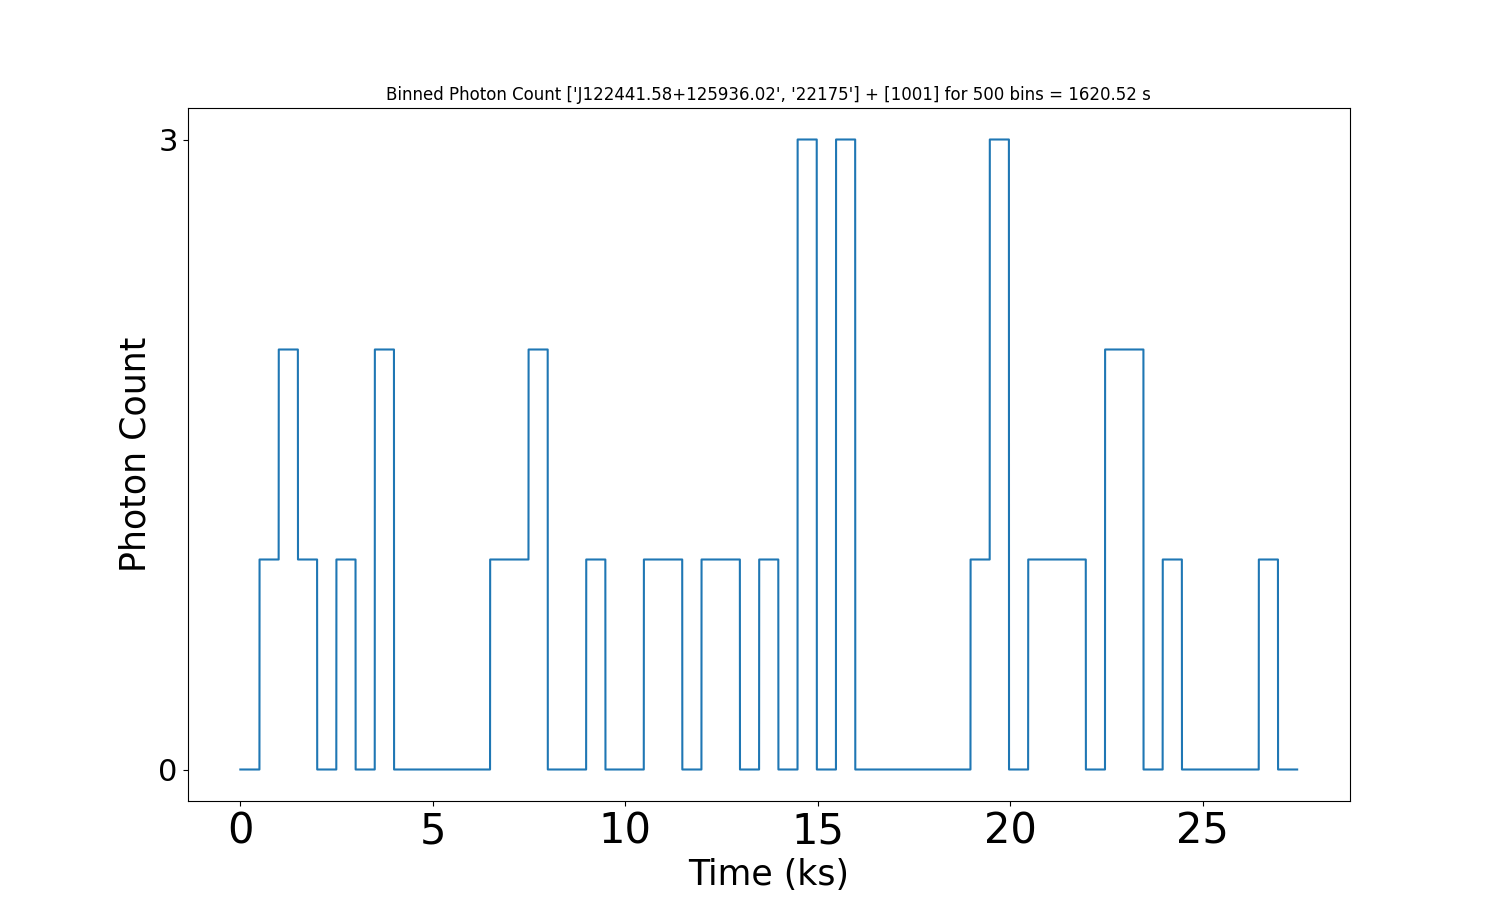 Binned Photon Count ['J122441.58+125936.02', '22175'] + [1001] for 500 bins = 1620.52 s
3
Photon Count
0
0 5 10 15 20 25
Time (ks)